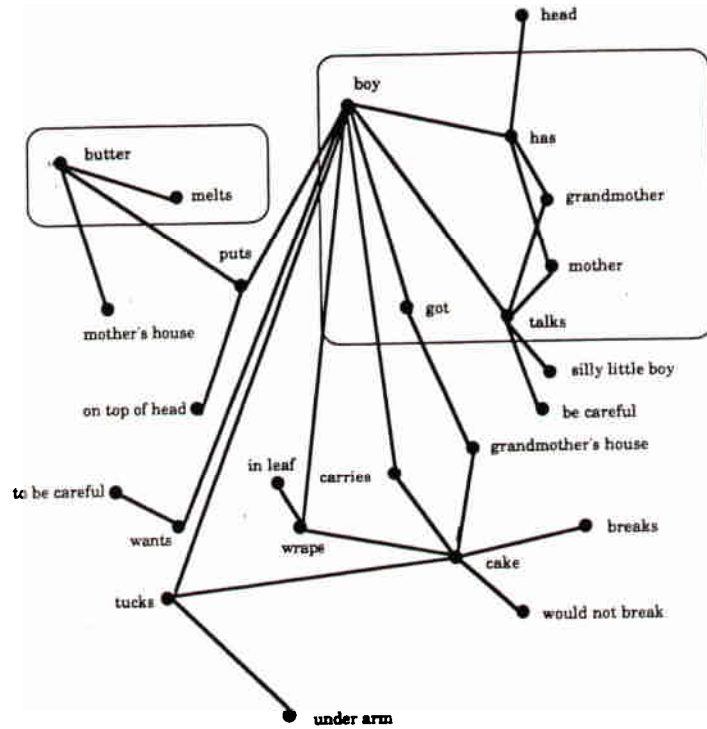 head
boy
has
butter
melts
grandmother
puts
mother
got
talks
mother's house
silly little boy
on top of head
be careful
grandmother's house
in leaf
carries
to be careful
wants
wrape
breaks
cake
tucks
would not break
under arm